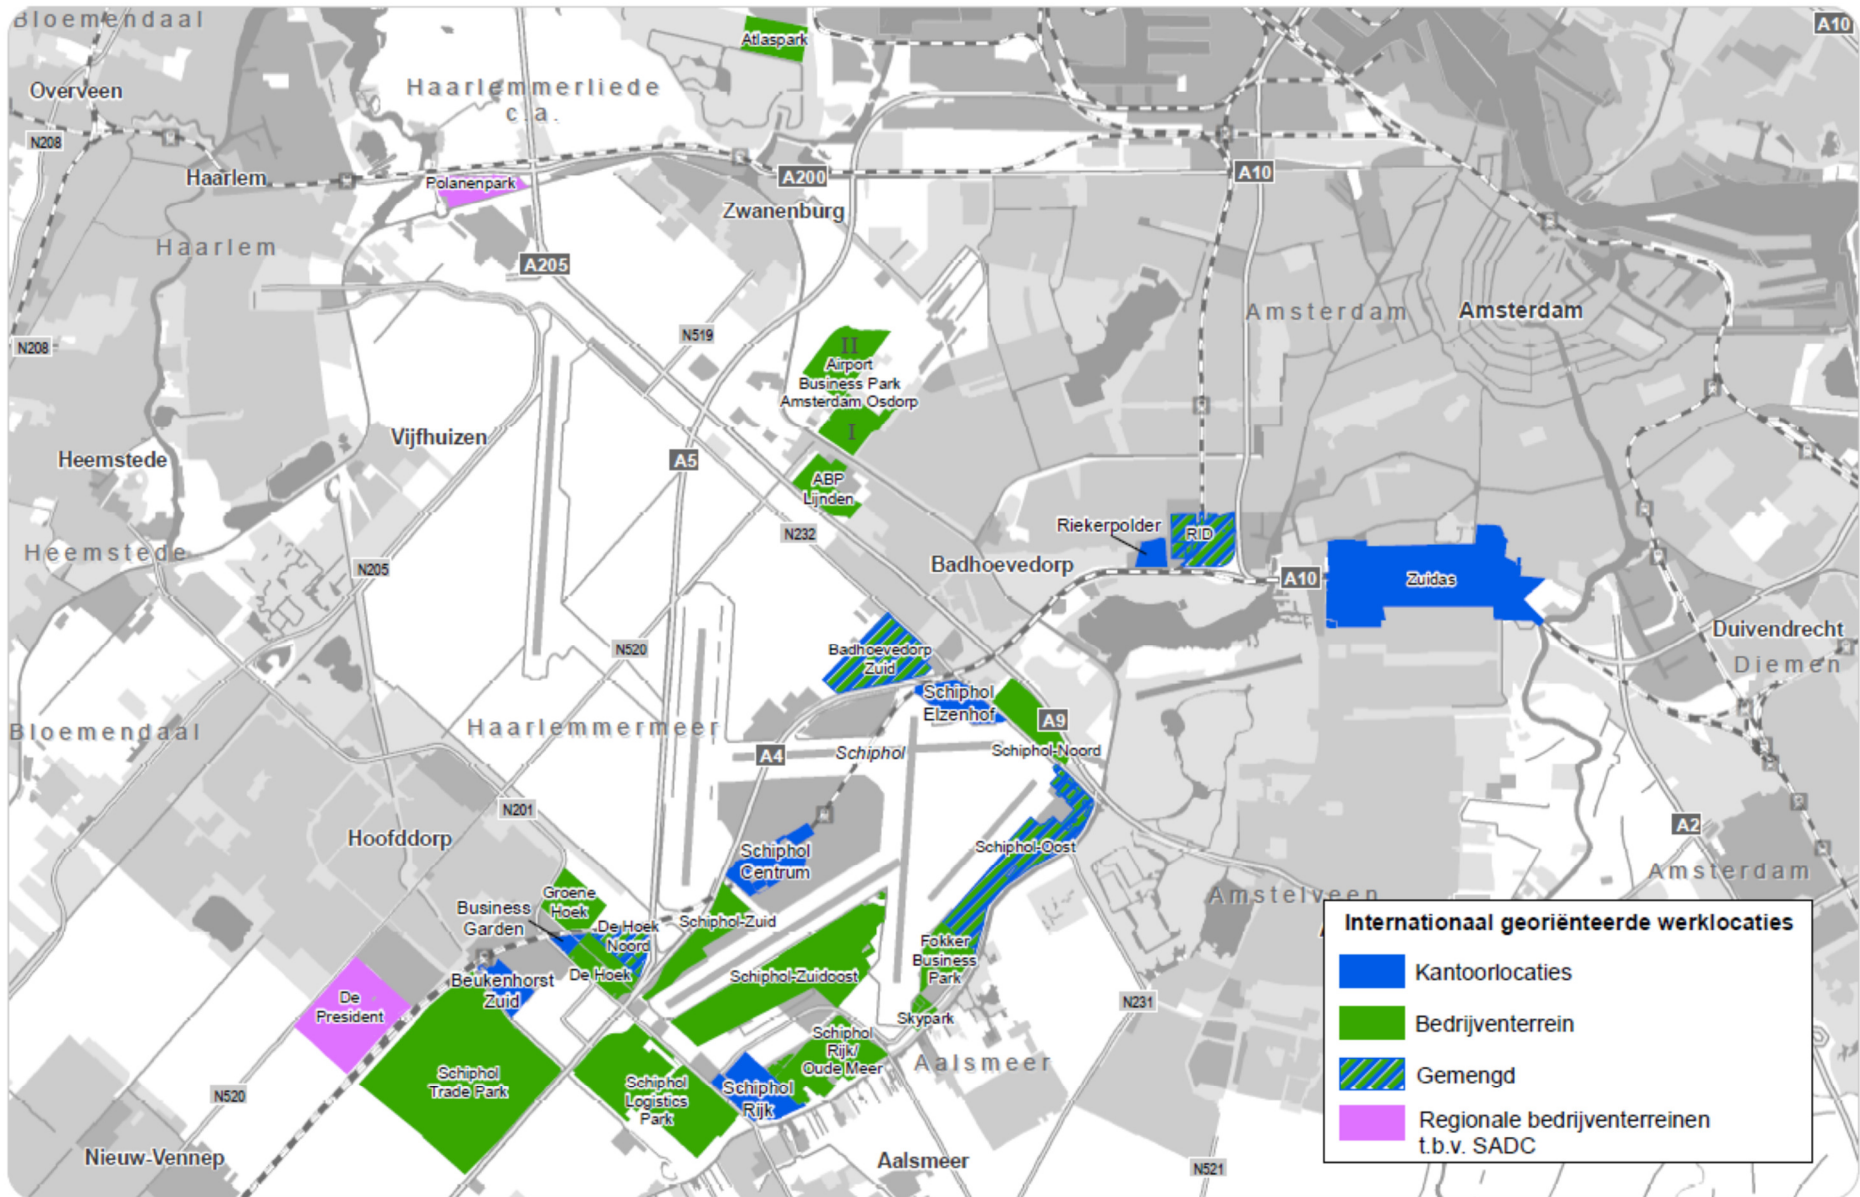 Bloemendaal
Atlaspark
A10
Overveen
Haarlemmerliede
c.a.
N208
Haarlem
A200
A10
Polanenpark
Zwanenburg
Haarlem
A205
Amsterdam
Amsterdam
N519
N208
II
Airport
Business Park
Amsterdam Osdorp
I
Vijfhuizen
Heemstede
A5
ABP
Lijnden
Riekerpolder
RID
N232
Heemstede
N205
Badhoevedorp
A10
Zuidas
Duivendrecht
Diemen
N520
Badhoevedorp
Zuid
Schiphol
Elzenhof
A9
Bloemendaal
Haarlemmermeer
A4
Schiphol
Schiphol-Noord
N201
Hoofddorp
A2
Schiphol
Centrum
Schiphol-Oost
Amsterdam
Groene
Hoek
Amstelveen
Business
Garden
De Hoek
Noord
Schiphol-Zuid
Fokker
Business
Park
De Hoek
Schiphol-Zuidoost
Beukenhorst
Zuid
De
President
N231
Skypark
Schiphol
Rijk/
Oude Meer
Aalsmeer
Schiphol
Trade Park
Schiphol
Logistics
Park
Schiphol
Rijk
N520
Nieuw-Vennep
Aalsmeer
N521
Internationaal georiënteerde werklocaties
Kantoorlocaties
Bedrijventerrein
Gemengd
Regionale bedrijventerreinen
t.b.v. SADC